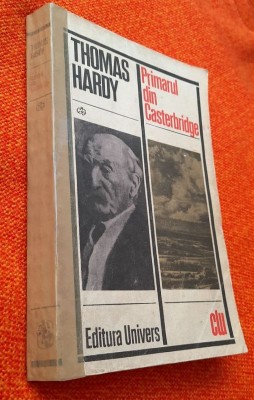 THOMAS
HARDY
Primarul
din
Casterbridge
Editura Univers
clu